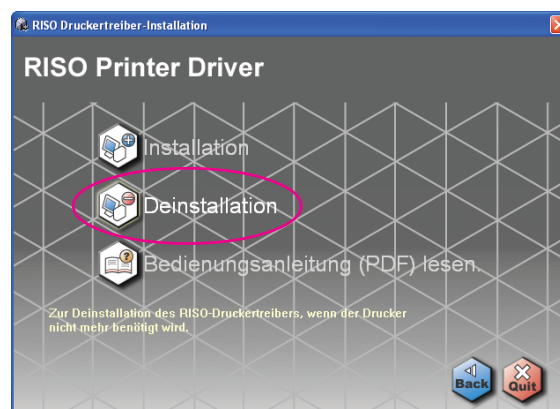 RISO Druckertreiber-Installation
RISO Printer Driver
Installation
Deinstallation
Bedienungsanleitung (PDF) lesen.
Zur Deinstallation des RISO-Druckertreibers, wenn der Drucker
nicht mehr benötigt wird.
Back
Quit